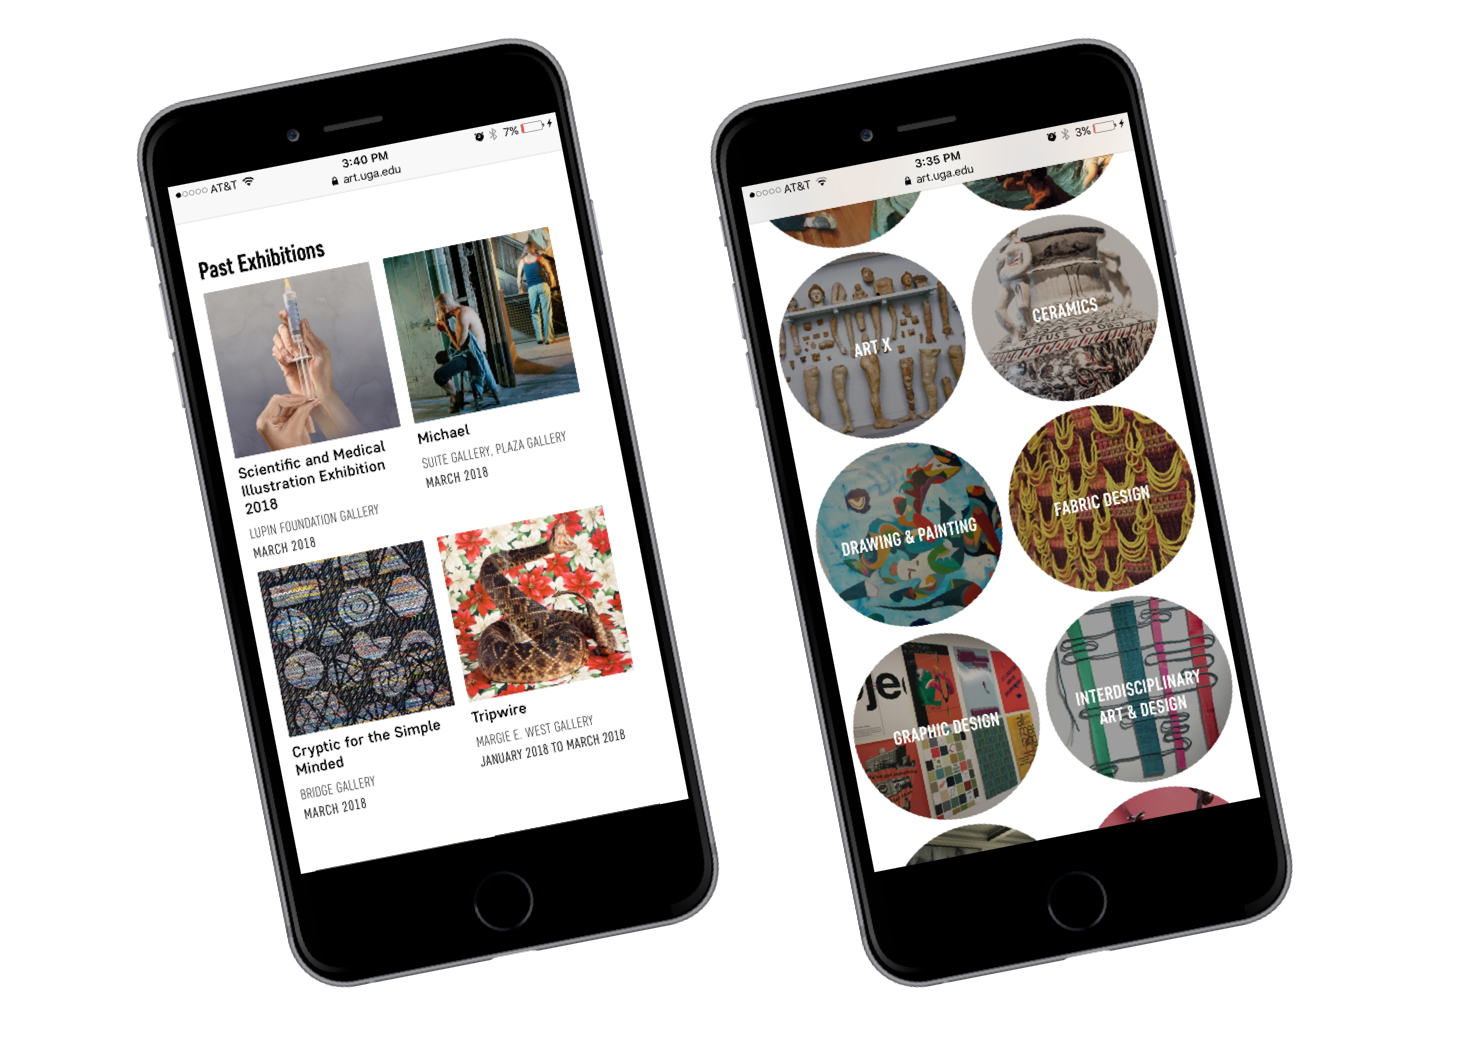 AT&T
3:40 PM
7%
art.uga.edu
Past Exhibitions
Scientific and Medical
Illustration Exhibition
2018
LUPIN FOUNDATION GALLERY
MARCH 2018
Michael
SUITE GALLERY, PLAZA GALLERY
MARCH 2018
Cryptic for the Simple
Minded
BRIDGE GALLERY
MARCH 2018
Tripwire
MARGIE E. WEST GALLERY
JANUARY 2018 TO MARCH 2018
AT&T
3:35 PM
3%
art.uga.edu
ART X
CERAMICS
DRAWING & PAINTING
FABRIC DESIGN
GRAPHIC DESIGN
INTERDISCIPLINARY
ART & DESIGN